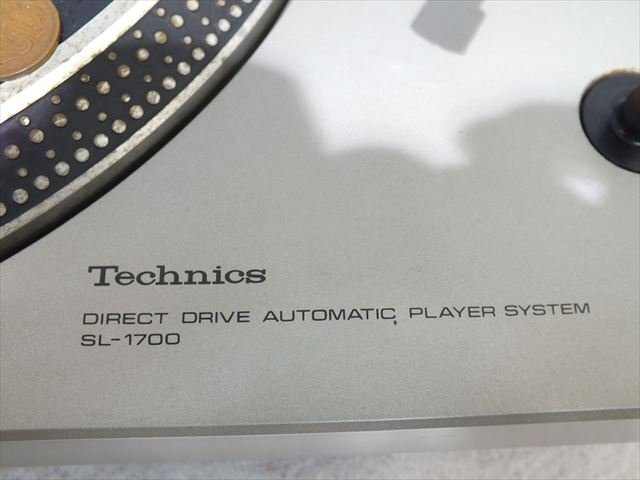 Technics
DIRECT DRIVE AUTOMATIC PLAYER SYSTEM
SL-1700